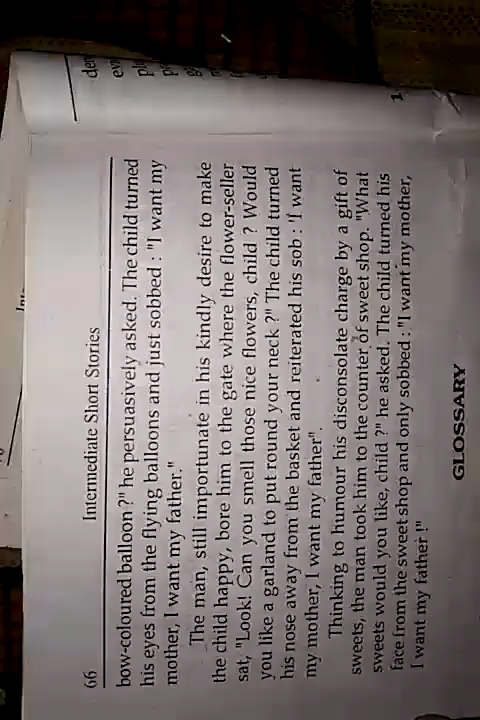 66 Intermediate Short Stories
bow-coloured balloon ?" he persuasively asked. The child turned
his eyes from the flying balloons and just sobbed : "I want my
mother, I want my father."
The man, still importunate in his kindly desire to make
the child happy, bore him to the gate where the flower-seller
sat, "Look! Can you smell those nice flowers, child ? Would
you like a garland to put round your neck ?" The child turned
his nose away from the basket and reiterated his sob : 'I want
my mother, I want my father".
Thinking to humour his disconsolate charge by a gift of
sweets, the man took him to the counter of sweet shop. "What
sweets would you like, child ?" he asked. The child turned his
face from the sweet shop and only sobbed : "I want my mother,
I want my father !"
GLOSSARY